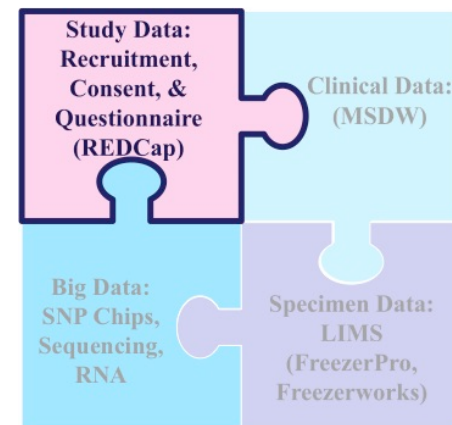 Study Data:
Recruitment,
Consent, &
Questionnaire
(REDCap)
Clinical Data:
(MSDW)
Big Data:
SNP Chips,
Sequencing,
RNA
Specimen Data:
LIMS
(FreezerPro,
Freezerworks)